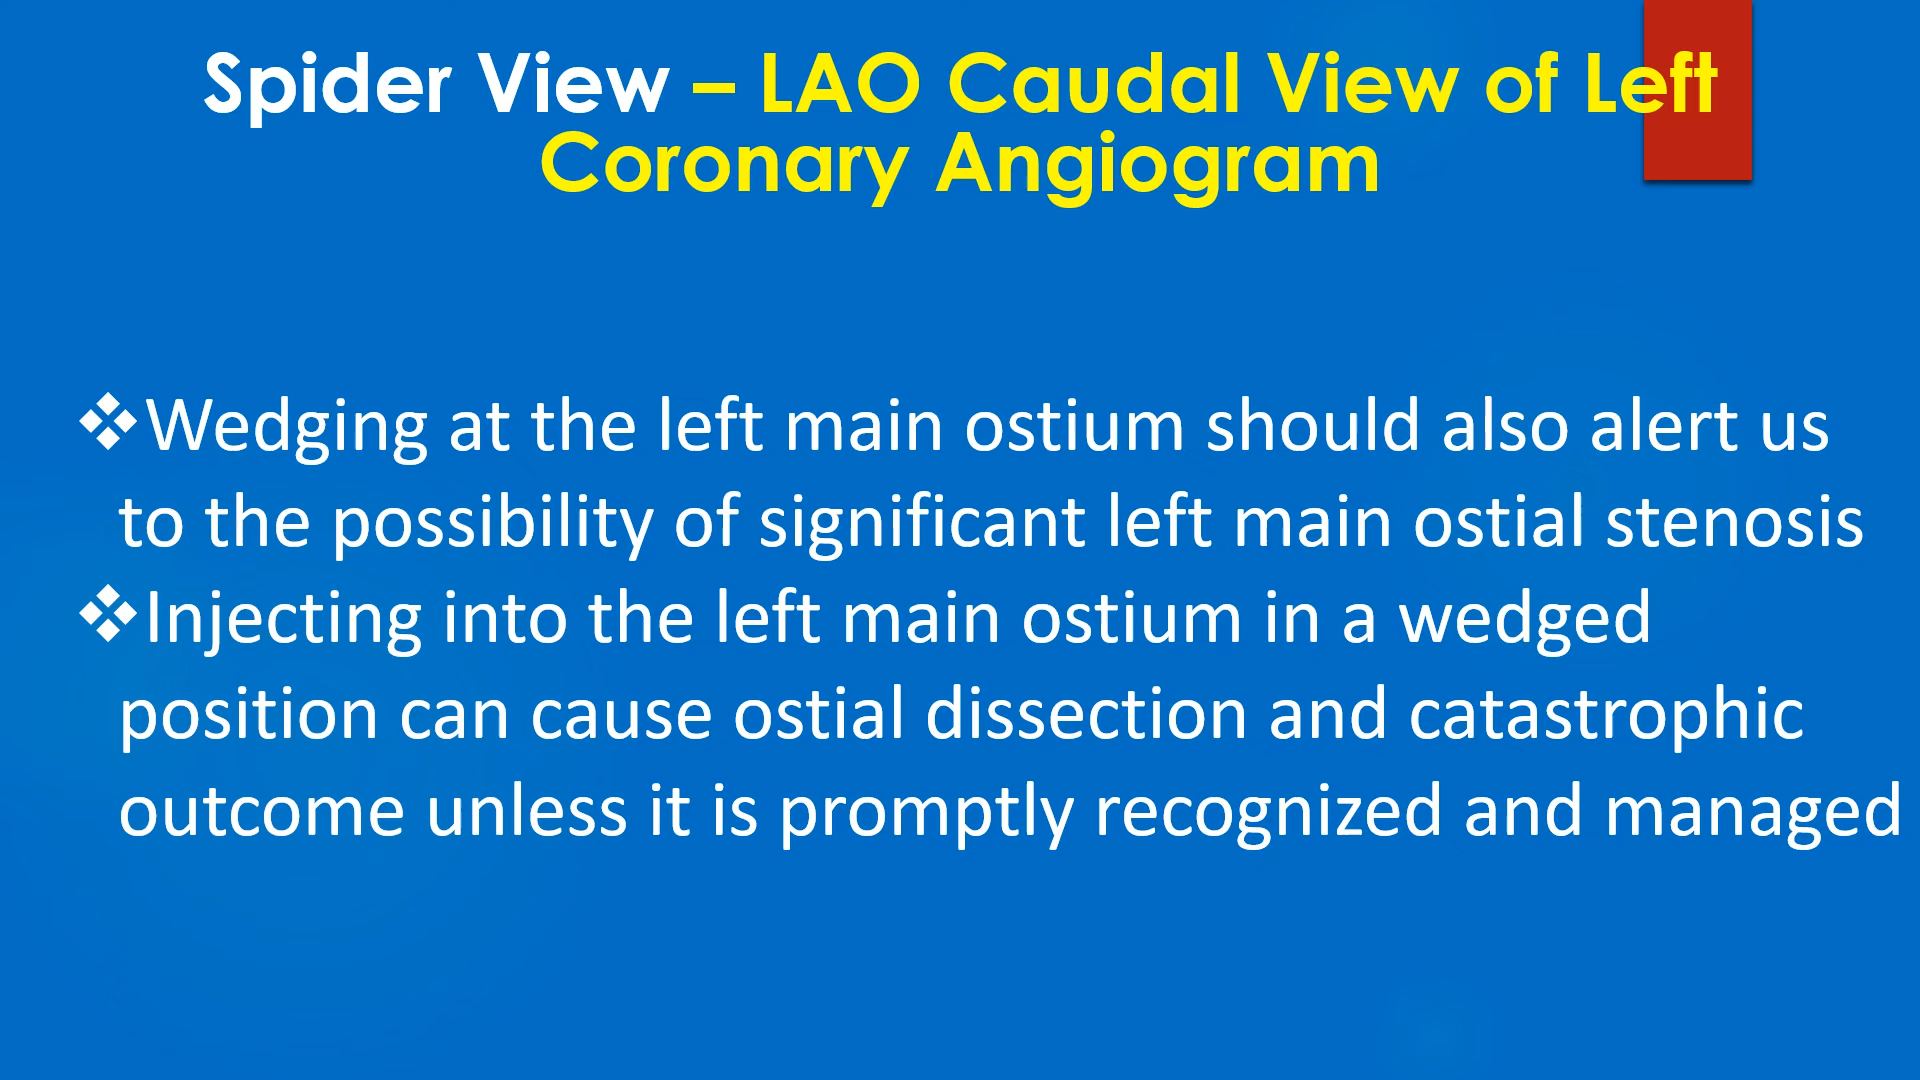 Spider View – LAO Caudal View of Left
Coronary Angiogram
❖Wedging at the left main ostium should also alert us
to the possibility of significant left main ostial stenosis
❖Injecting into the left main ostium in a wedged
position can cause ostial dissection and catastrophic
outcome unless it is promptly recognized and managed